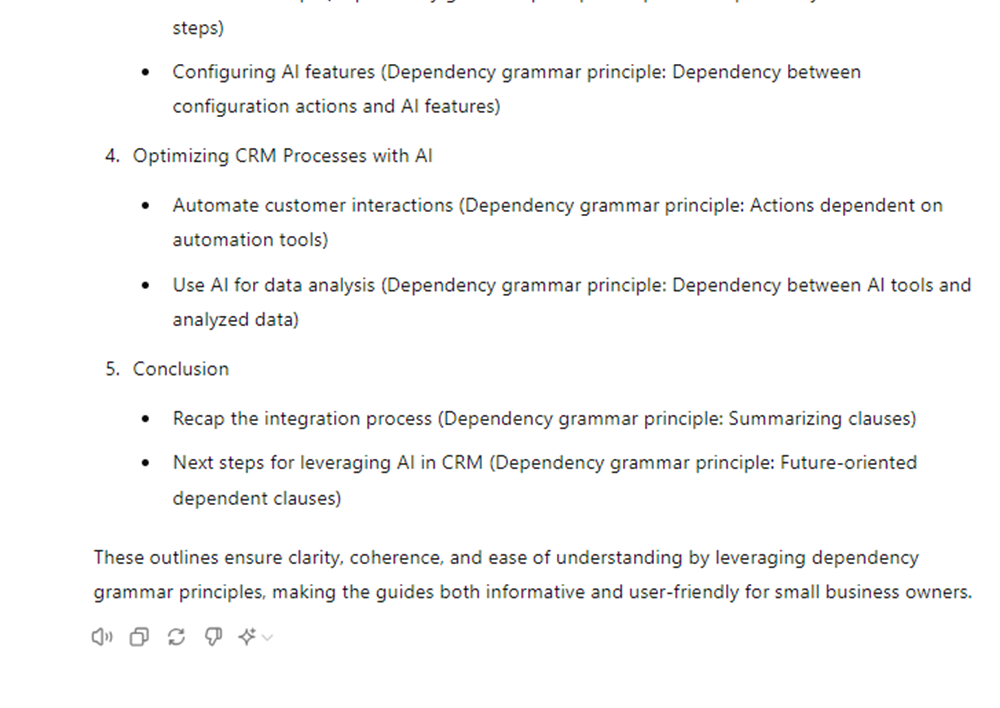 steps)
• Configuring AI features (Dependency grammar principle: Dependency between
configuration actions and AI features)
4. Optimizing CRM Processes with AI
• Automate customer interactions (Dependency grammar principle: Actions dependent on
automation tools)
• Use AI for data analysis (Dependency grammar principle: Dependency between AI tools and
analyzed data)
5. Conclusion
• Recap the integration process (Dependency grammar principle: Summarizing clauses)
• Next steps for leveraging AI in CRM (Dependency grammar principle: Future-oriented
dependent clauses)
These outlines ensure clarity, coherence, and ease of understanding by leveraging dependency
grammar principles, making the guides both informative and user-friendly for small business owners.